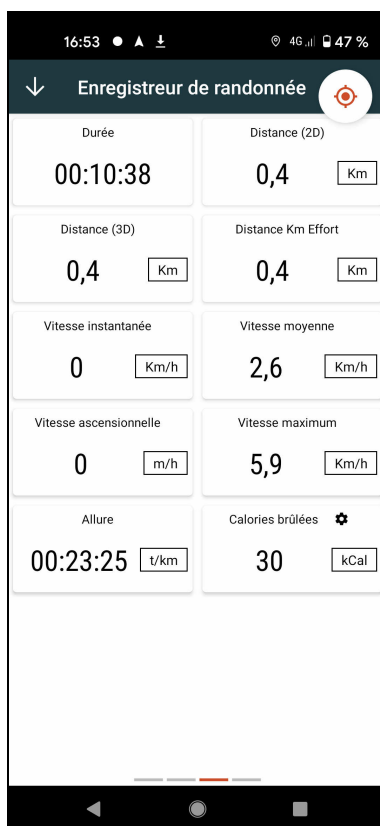 16:53 4G 47 %
Enregistreur de randonnée
Durée Distance (2D)
00:10:38 0,4 Km
Distance (3D) Distance Km Effort
0,4 Km 0,4 Km
Vitesse instantanée Vitesse moyenne
0 Km/h 2,6 Km/h
Vitesse ascensionnelle Vitesse maximum
0 m/h 5,9 Km/h
Allure Calories brûlées
00:23:25 t/km 30 kCal